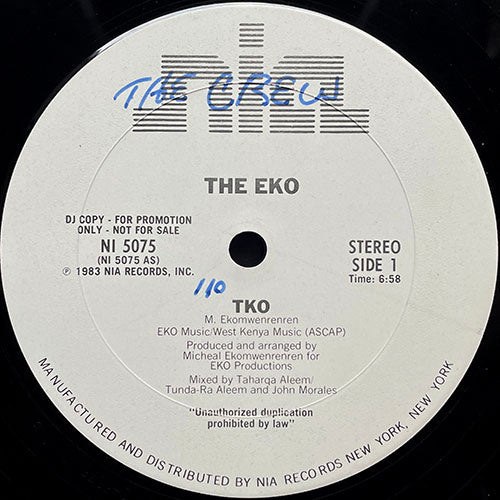 nia
THE CREW
THE EKO
DJ COPY - FOR PROMOTION
ONLY - NOT FOR SALE
NI 5075
(NI 5075 AS)
℗ 1983 NIA RECORDS, INC.
STEREO
SIDE 1
Time: 6:58
110
TKO
M. Ekomwenrenren
EKO Music/West Kenya Music (ASCAP)
Produced and arranged by
Micheal Ekomwenrenren for
EKO Productions
Mixed by Taharqa Aleem/
Tunda-Ra Aleem and John Morales
"Unauthorized duplication
prohibited by law"
MANUFACTURED AND DISTRIBUTED BY NIA RECORDS NEW YORK, NEW YORK